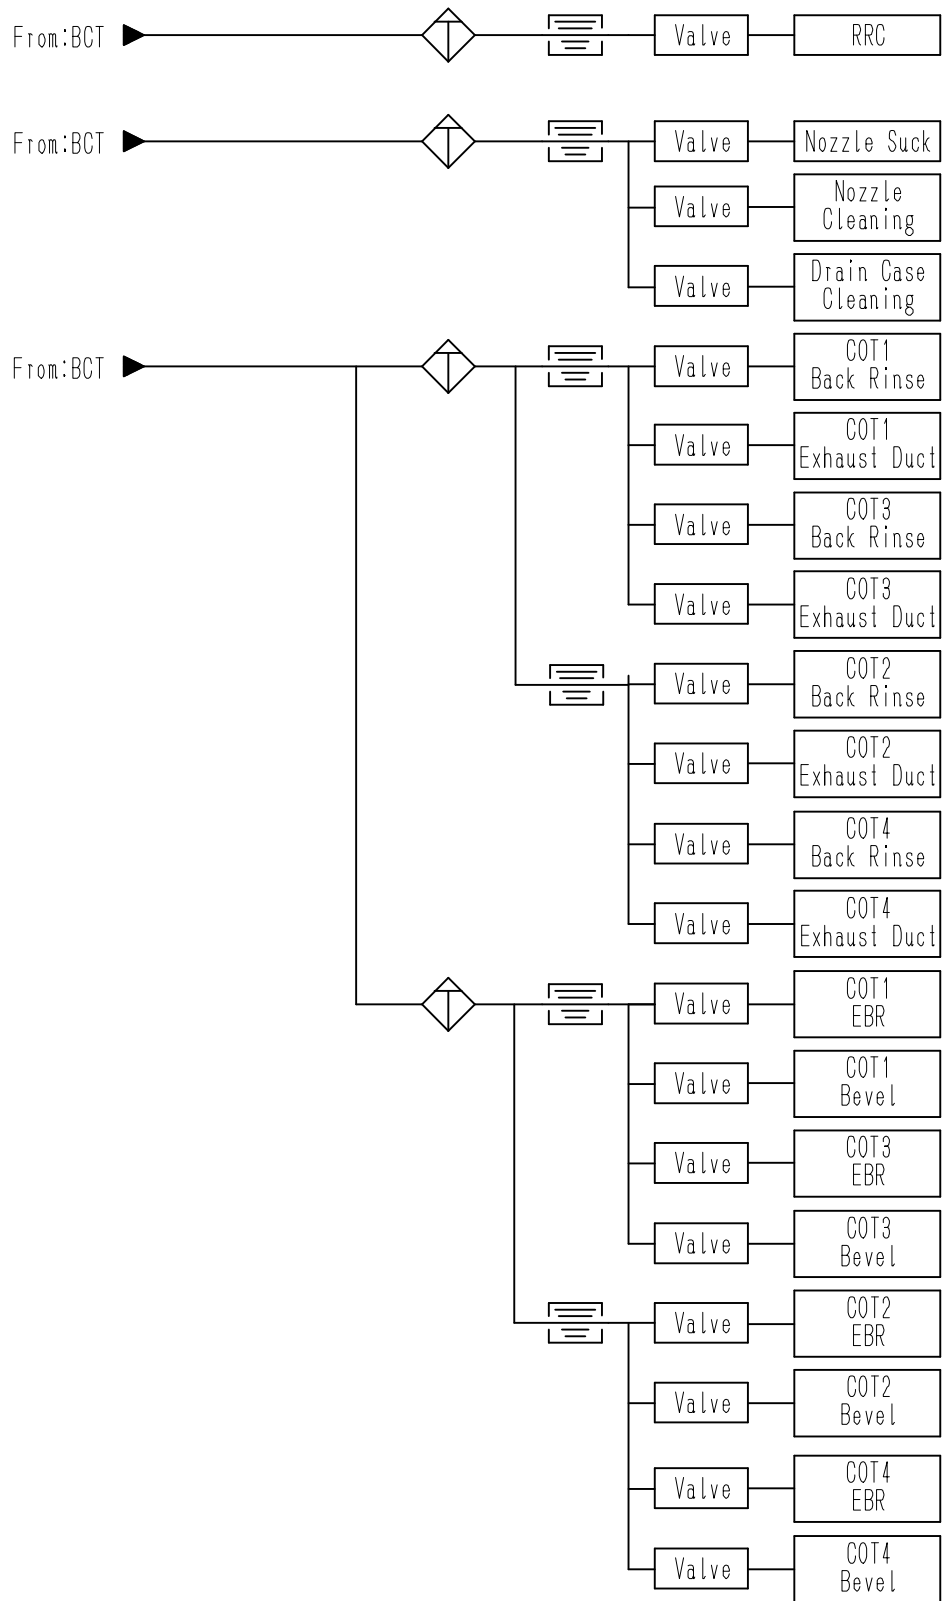 From:BCT
Valve
RRC
From:BCT
Valve
Nozzle Suck
Valve
Nozzle
Cleaning
Valve
Drain Case
Cleaning
From:BCT
Valve
COT1
Back Rinse
Valve
COT1
Exhaust Duct
Valve
COT3
Back Rinse
Valve
COT3
Exhaust Duct
Valve
COT2
Back Rinse
Valve
COT2
Exhaust Duct
Valve
COT4
Back Rinse
Valve
COT4
Exhaust Duct
Valve
COT1
EBR
Valve
COT1
Bevel
Valve
COT3
EBR
Valve
COT3
Bevel
Valve
COT2
EBR
Valve
COT2
Bevel
Valve
COT4
EBR
Valve
COT4
Bevel